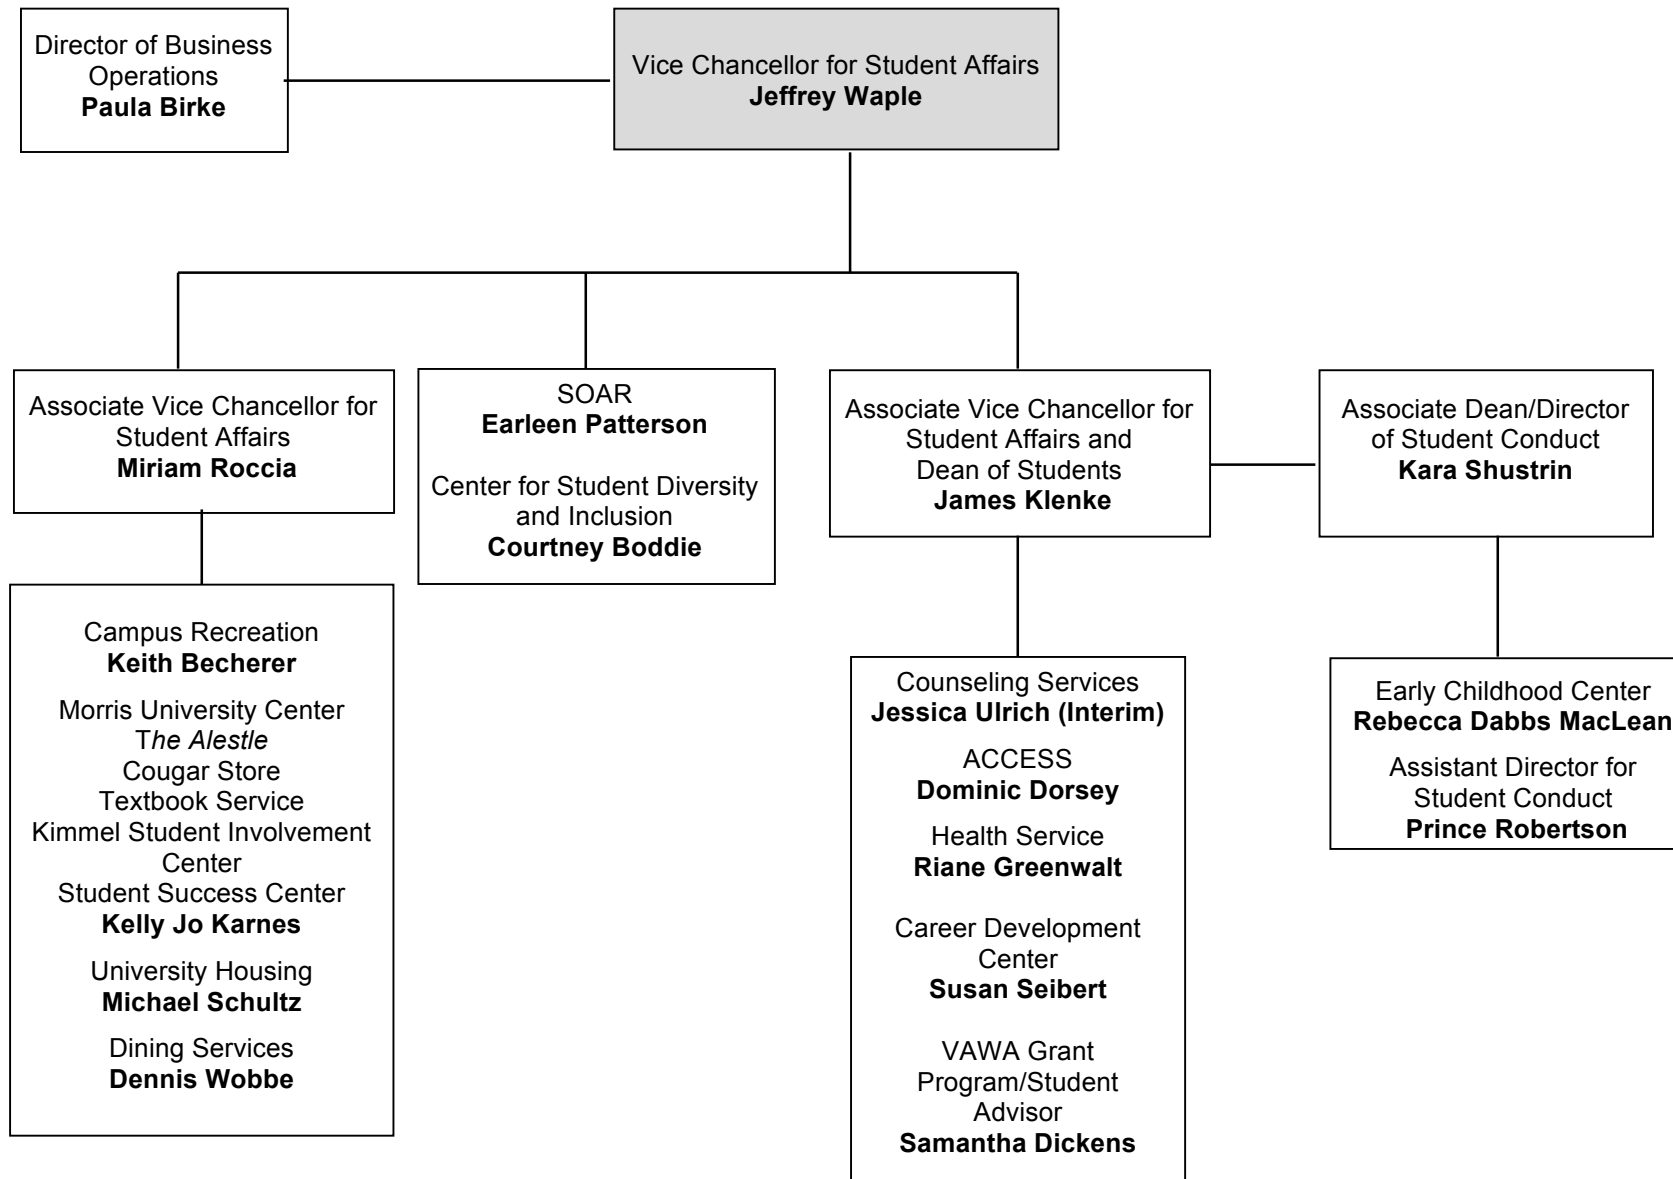 Director of Business
Operations
Paula Birke
Vice Chancellor for Student Affairs
Jeffrey Waple
Associate Vice Chancellor for
Student Affairs
Miriam Roccia
SOAR
Earleen Patterson
Center for Student Diversity
and Inclusion
Courtney Boddie
Associate Vice Chancellor for
Student Affairs and
Dean of Students
James Klenke
Associate Dean/Director
of Student Conduct
Kara Shustrin
Campus Recreation
Keith Becherer
Morris University Center
The Alestle
Cougar Store
Textbook Service
Kimmel Student Involvement
Center
Student Success Center
Kelly Jo Karnes
University Housing
Michael Schultz
Dining Services
Dennis Wobbe
Counseling Services
Jessica Ulrich (Interim)
ACCESS
Dominic Dorsey
Health Service
Riane Greenwalt
Career Development
Center
Susan Seibert
VAWA Grant
Program/Student
Advisor
Samantha Dickens
Early Childhood Center
Rebecca Dabbs MacLean
Assistant Director for
Student Conduct
Prince Robertson